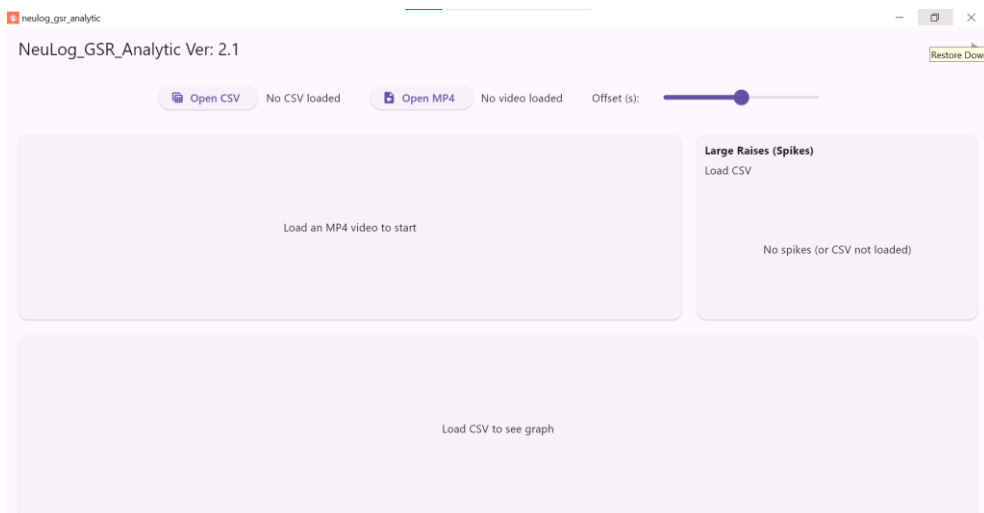 neulog_gsr_analytic
NeuLog_GSR_Analytic Ver: 2.1
Restore Dow
Open CSV No CSV loaded Open MP4 No video loaded Offset (s):
Large Raises (Spikes)
Load CSV
Load an MP4 video to start
No spikes (or CSV not loaded)
Load CSV to see graph